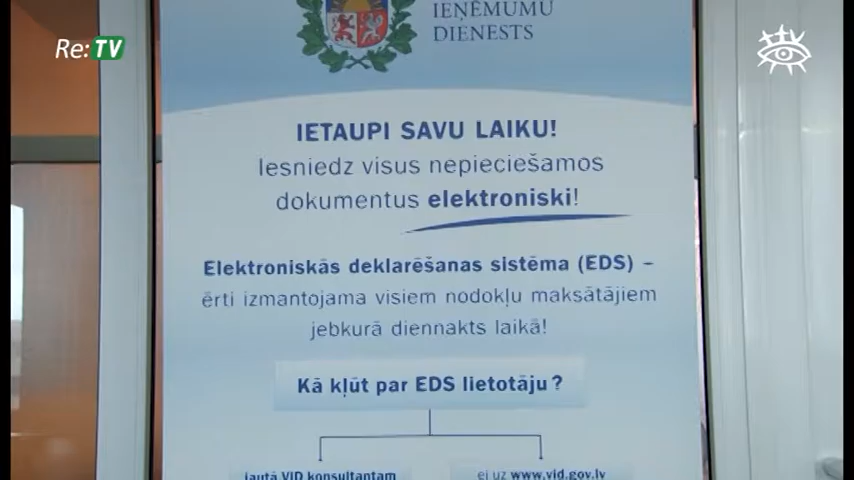 Re:TV
IEŅĒMUMU
DIENESTS
IETAUPI SAVU LAIKU!
Iesniedz visus nepieciešamos
dokumentus elektroniski!
Elektroniskās deklarēšanas sistēma (EDS) –
ērti izmantojama visiem nodokļu maksātājiem
jebkurā diennakts laikā!
Kā kļūt par EDS lietotāju?
jautā VID konsultantam
ej uz www.vid.gov.lv